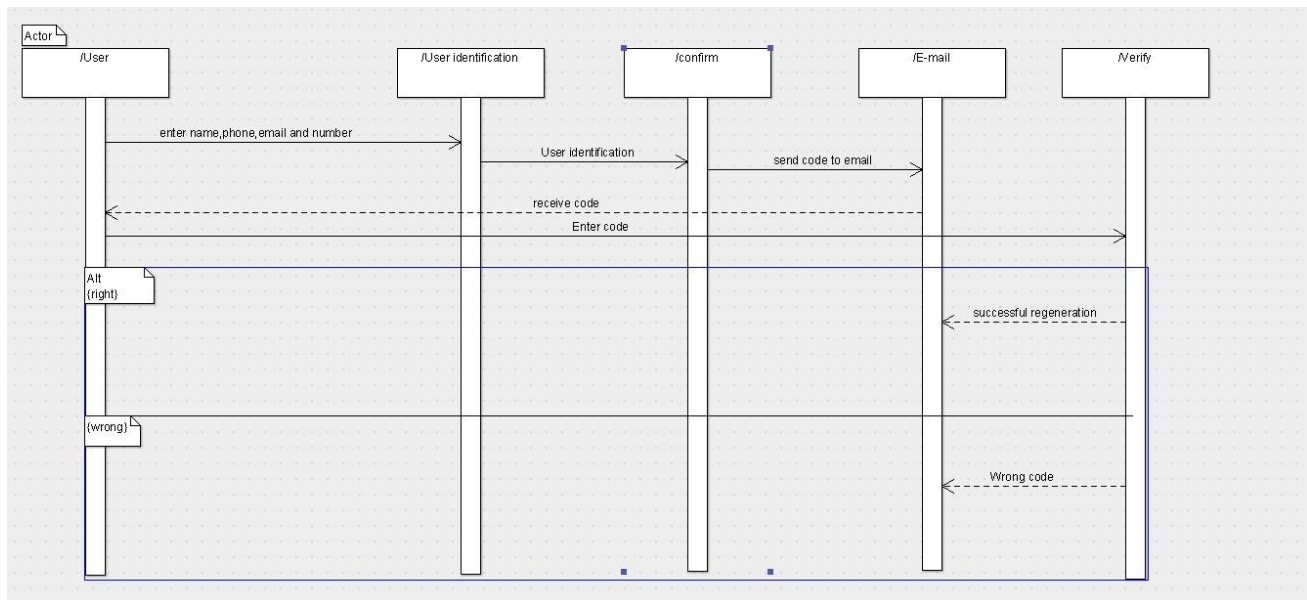 Actor
/User
/User identification
/confirm
/E-mail
/Verify
enter name,phone,email and number
User identification
send code to email
receive code
Enter code
Alt
{right}
successful regeneration
{wrong}
Wrong code